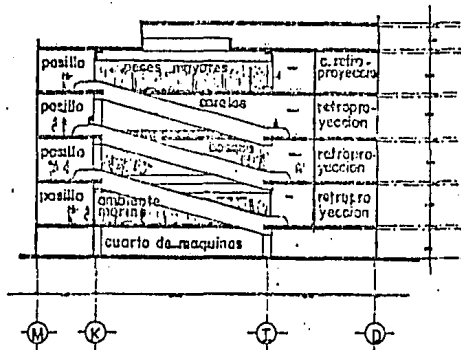 pasillo
peces mayores
c. retro-
proyeccio
pasillo
corales
retropro-
yeccion
pasillo
retropro-
yeccion
pasillo
ambiente
marino
retropro
yeccion
cuarto de maquinas
M
K
I
D